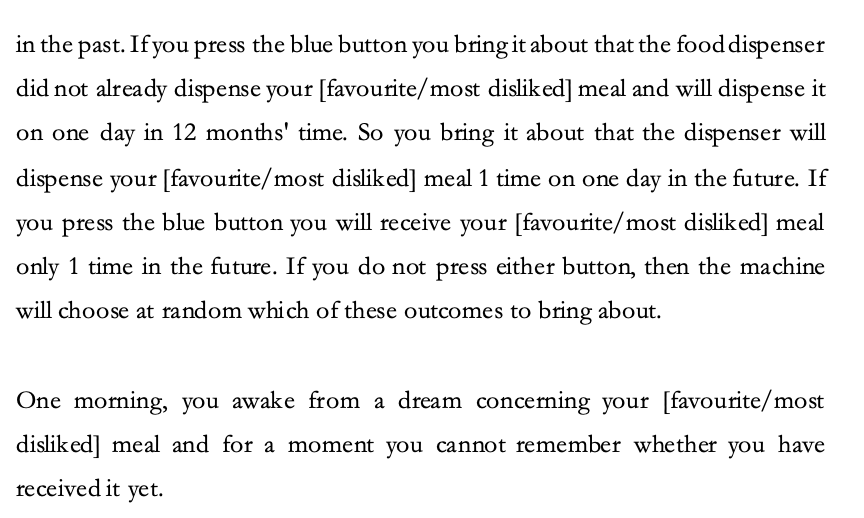 in the past. If you press the blue button you bring it about that the food dispenser
did not already dispense your [favourite/most disliked] meal and will dispense it
on one day in 12 months' time. So you bring it about that the dispenser will
dispense your [favourite/most disliked] meal 1 time on one day in the future. If
you press the blue button you will receive your [favourite/most disliked] meal
only 1 time in the future. If you do not press either button, then the machine
will choose at random which of these outcomes to bring about.
One morning, you awake from a dream concerning your [favourite/most
disliked] meal and for a moment you cannot remember whether you have
received it yet.